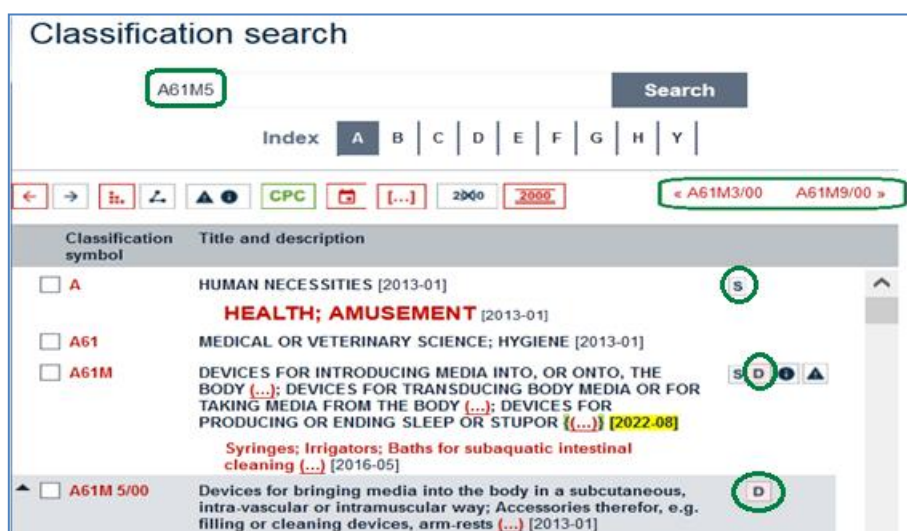 Classification search
A61M5 Search
Index A B C D E F G H Y
CPC [...] 2000 2000 « A61M3/00 A61M9/00 »
Classification symbol Title and description
A HUMAN NECESSITIES [2013-01] S
HEALTH; AMUSEMENT [2013-01]
A61 MEDICAL OR VETERINARY SCIENCE; HYGIENE [2013-01]
A61M DEVICES FOR INTRODUCING MEDIA INTO, OR ONTO, THE S D i
BODY (...); DEVICES FOR TRANSDUCING BODY MEDIA OR FOR
TAKING MEDIA FROM THE BODY (...); DEVICES FOR
PRODUCING OR ENDING SLEEP OR STUPOR {(...)} [2022-08]
Syringes; Irrigators; Baths for subaquatic intestinal
cleaning (...) [2016-05]
A61M 5/00 Devices for bringing media into the body in a subcutaneous, D
intra-vascular or intramuscular way; Accessories therefor, e.g.
filling or cleaning devices, arm-rests (...) [2013-01]